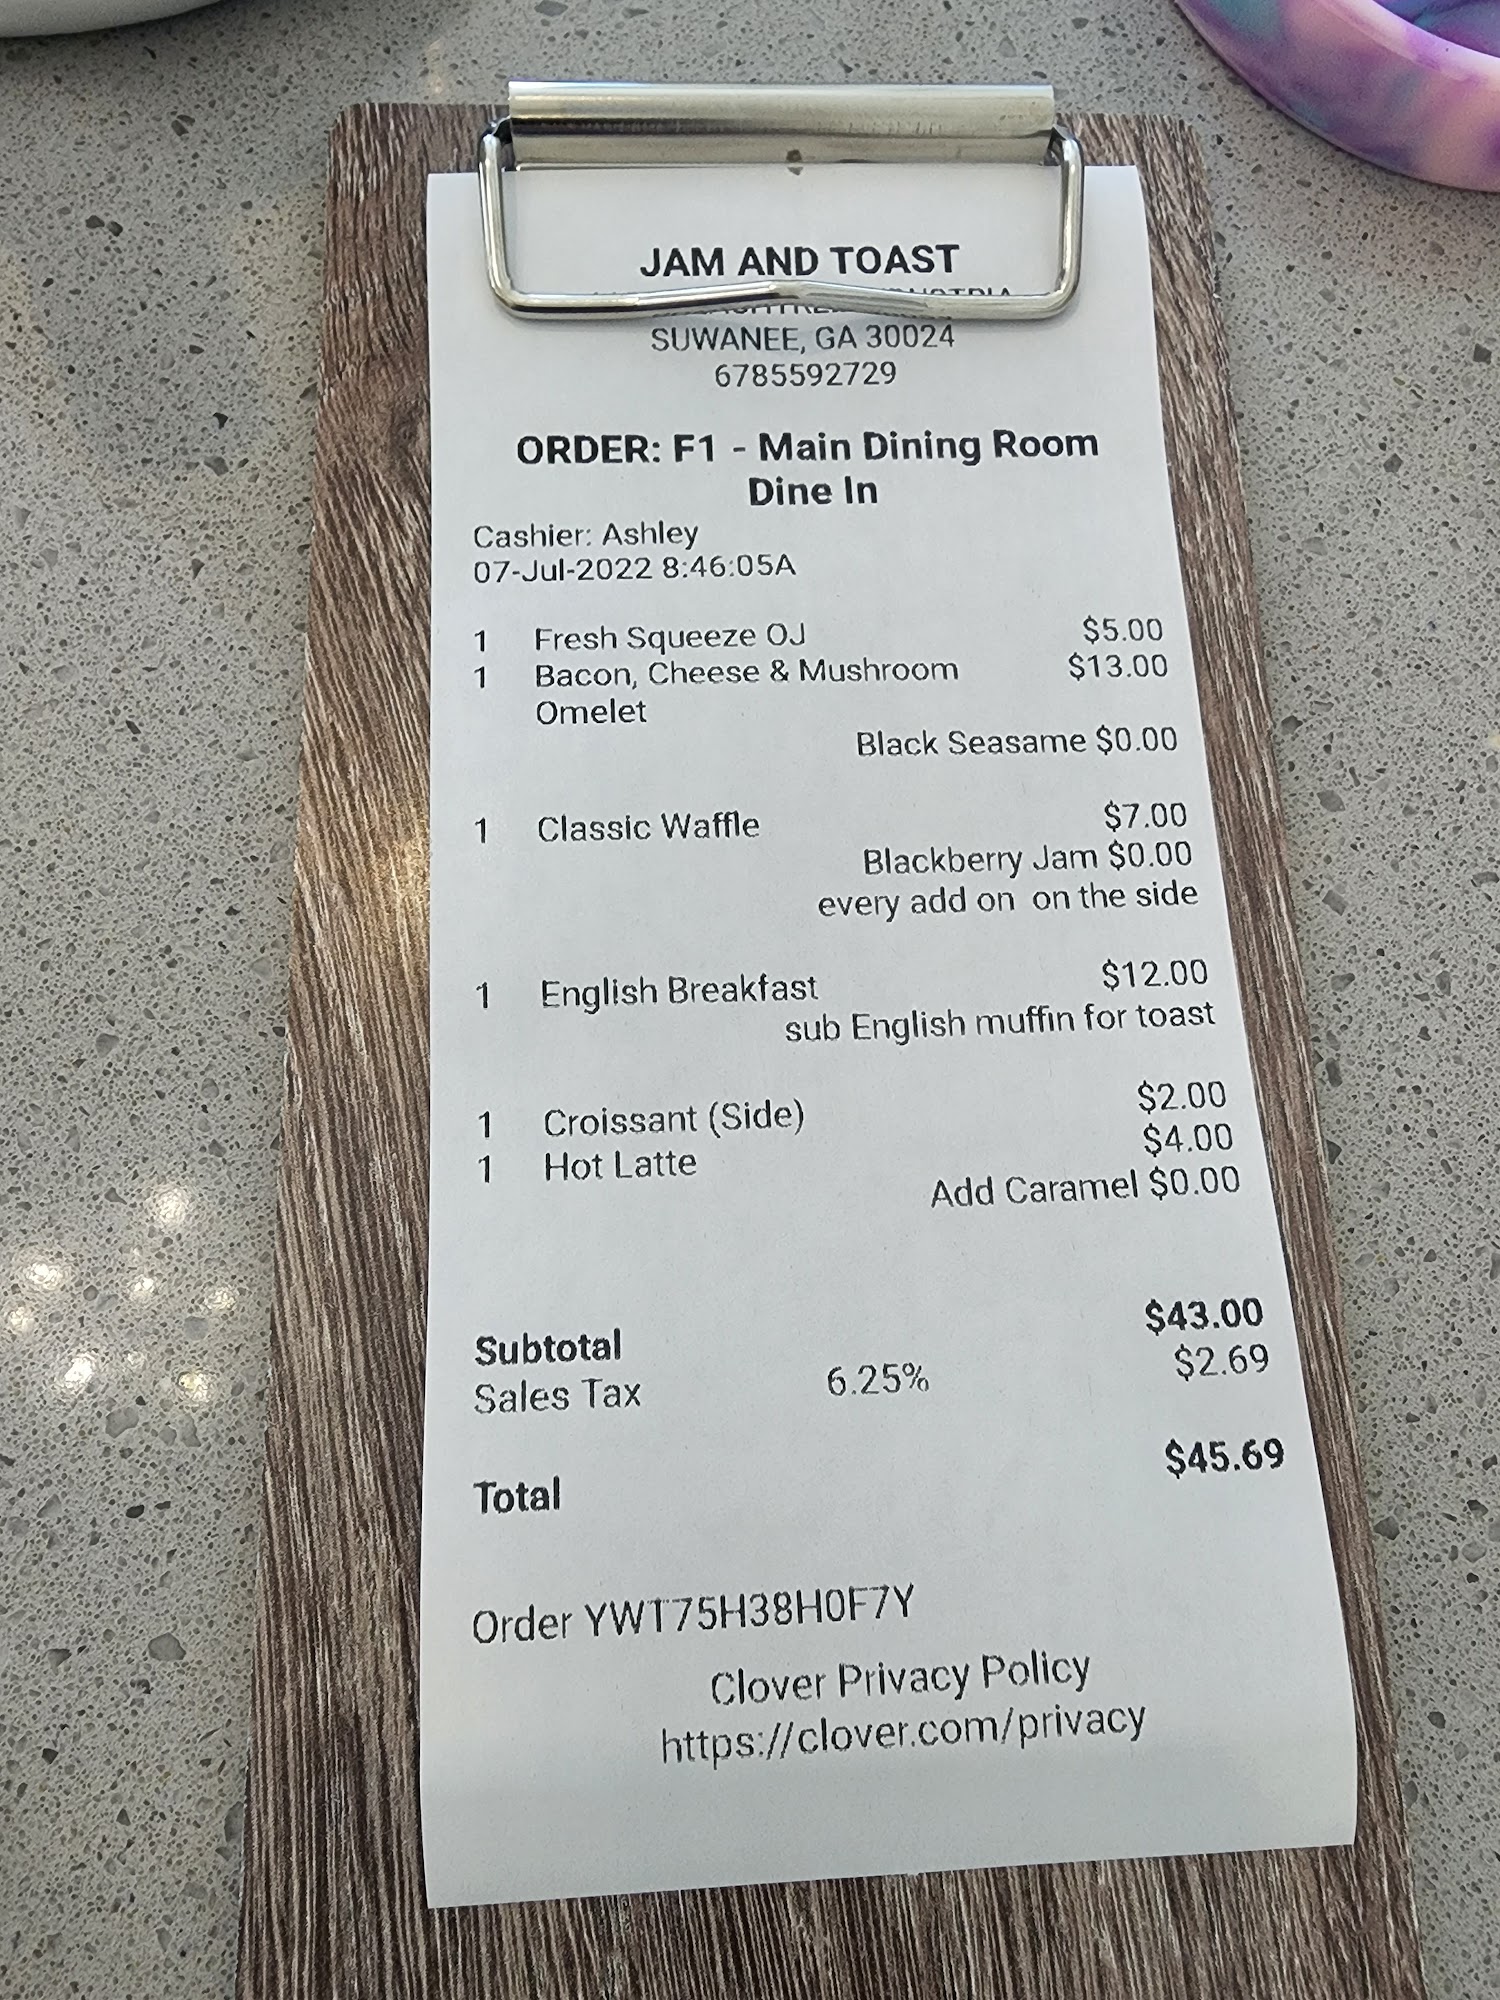 JAM AND TOAST
SUWANEE, GA 30024
6785592729
ORDER: F1 - Main Dining Room
Dine In
Cashier: Ashley
07-Jul-2022 8:46:05A
1 Fresh Squeeze OJ $5.00
1 Bacon, Cheese & Mushroom $13.00
Omelet
Black Seasame $0.00
1 Classic Waffle $7.00
Blackberry Jam $0.00
every add on on the side
1 English Breakfast $12.00
sub English muffin for toast
1 Croissant (Side) $2.00
1 Hot Latte $4.00
Add Caramel $0.00
Subtotal $43.00
Sales Tax 6.25% $2.69
Total $45.69
Order YWT75H38H0F7Y
Clover Privacy Policy
https://clover.com/privacy